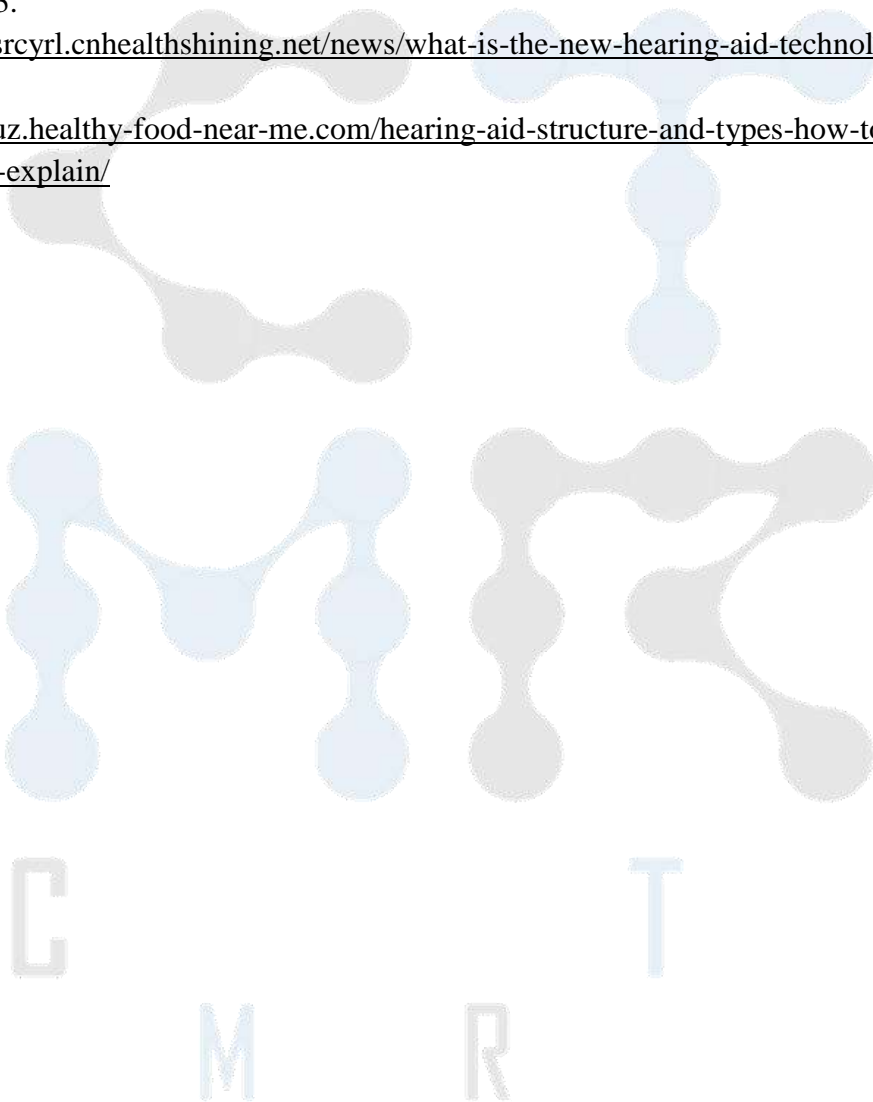 3.
srcyrl.cnhealthshining.net/news/what-is-the-new-hearing-aid-technol
uz.healthy-food-near-me.com/hearing-aid-structure-and-types-how-to
-explain/
C
T
M
R